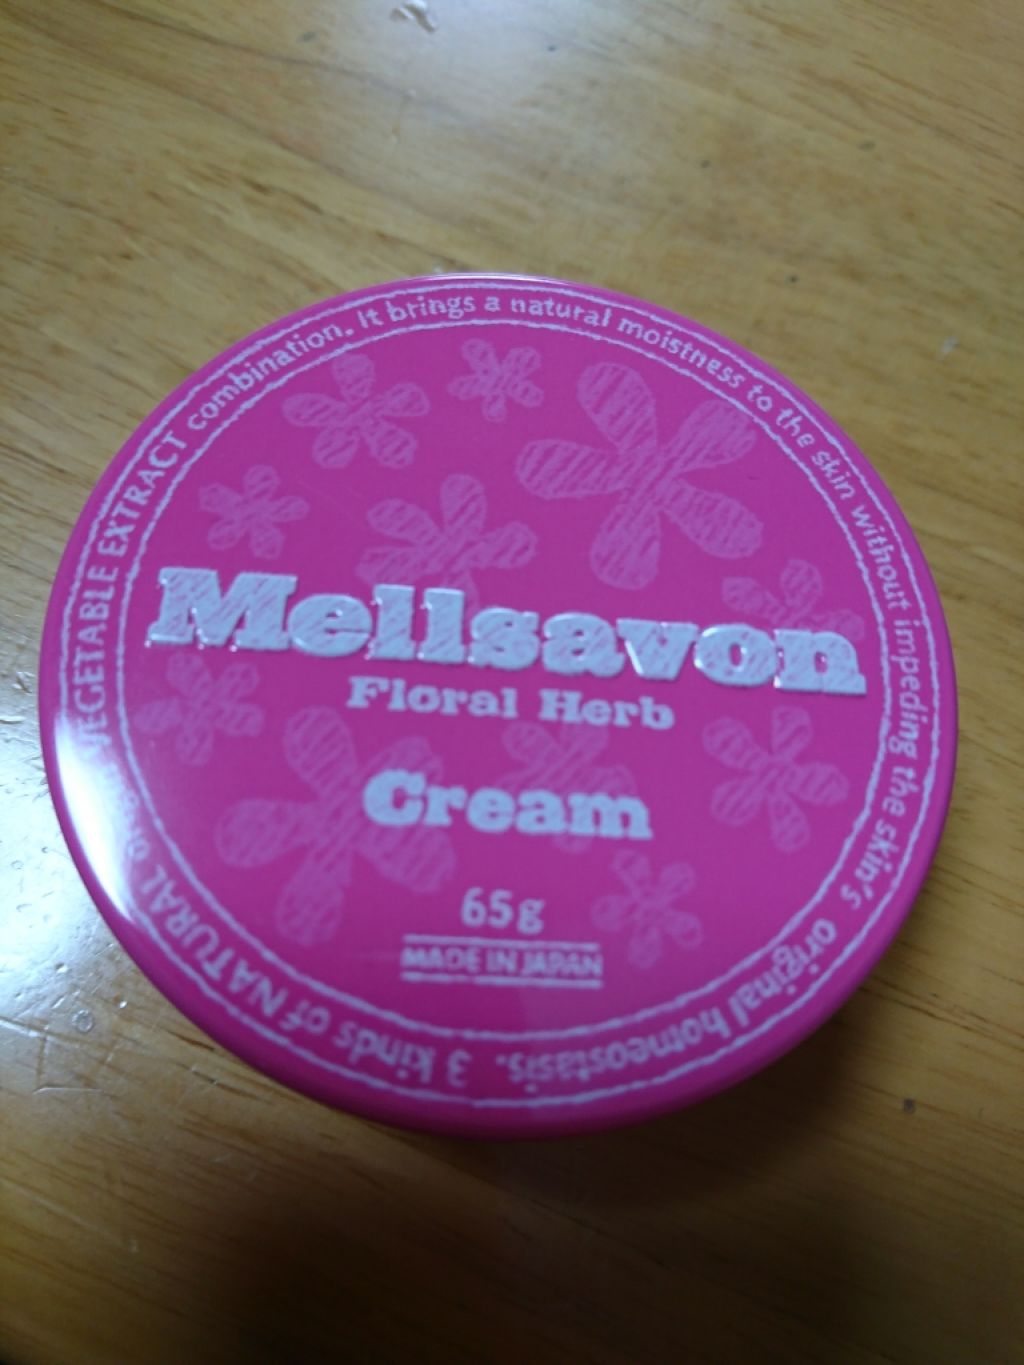 Mellsavon
Floral Herb
Cream
65g
MADE IN JAPAN
3 kinds of NATURAL VEGETABLE EXTRACT combination. It brings a natural moistness to the skin without impeding the skin's original homeostasis.